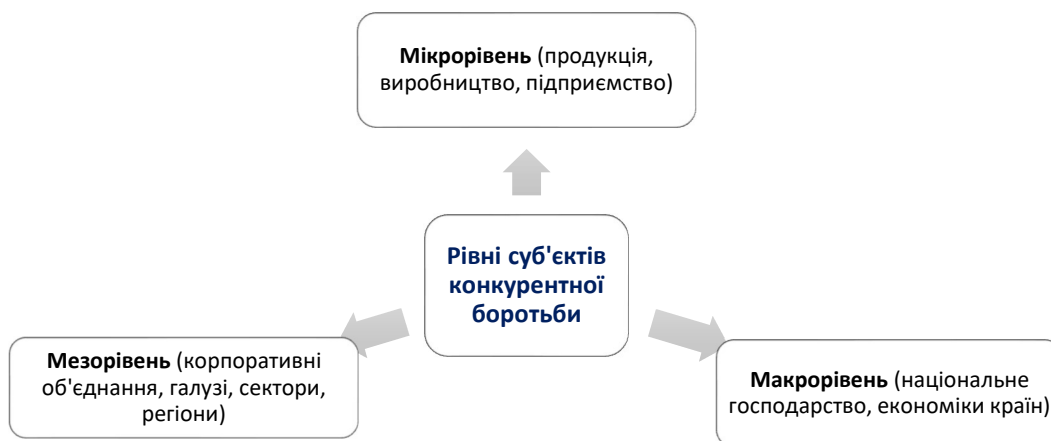 Мікрорівень (продукція,
виробництво, підприємство)
Рівні суб'єктів
конкурентної
боротьби
Мезорівень (корпоративні
об'єднання, галузі, сектори,
регіони)
Макрорівень (національне
господарство, економіки країн)